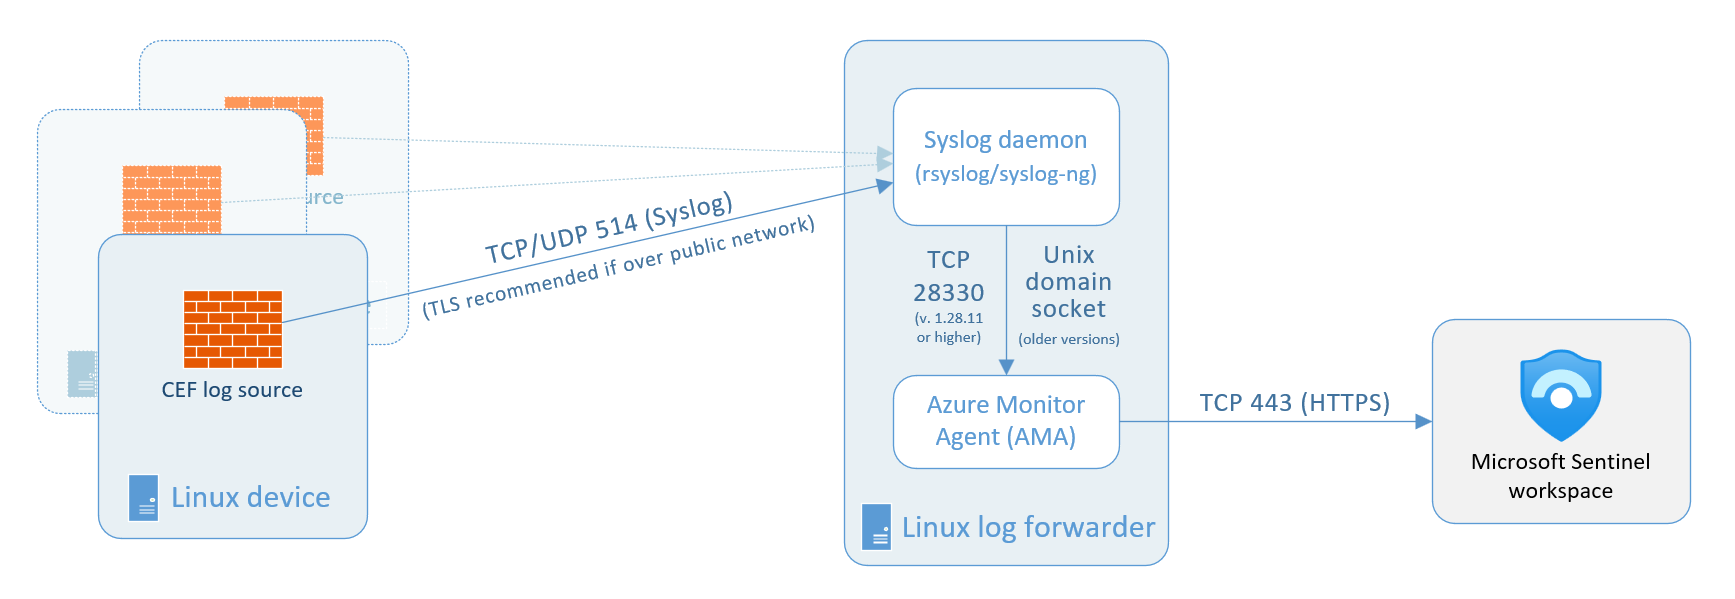 CEF log source
Linux device
TCP/UDP 514 (Syslog)
(TLS recommended if over public network)
Syslog daemon
(rsyslog/syslog-ng)
TCP
28330
(v. 1.28.11
or higher)
Unix
domain
socket
(older versions)
Azure Monitor
Agent (AMA)
Linux log forwarder
TCP 443 (HTTPS)
Microsoft Sentinel
workspace